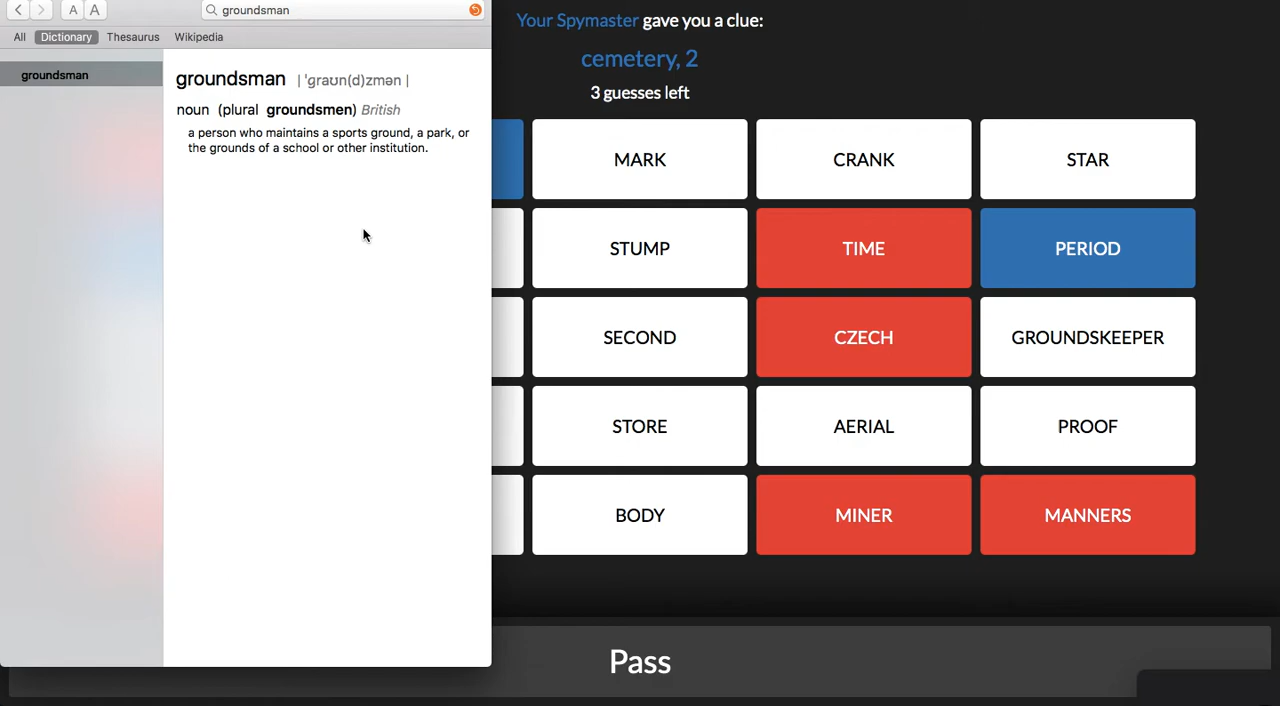 A A groundsman
All Dictionary Thesaurus Wikipedia
groundsman
groundsman | ˈɡraʊn(d)zmən |
noun (plural groundsmen) British
a person who maintains a sports ground, a park, or
the grounds of a school or other institution.
Your Spymaster gave you a clue:
cemetery, 2
3 guesses left
MARK CRANK STAR
STUMP TIME PERIOD
SECOND CZECH GROUNDSKEEPER
STORE AERIAL PROOF
BODY MINER MANNERS
Pass